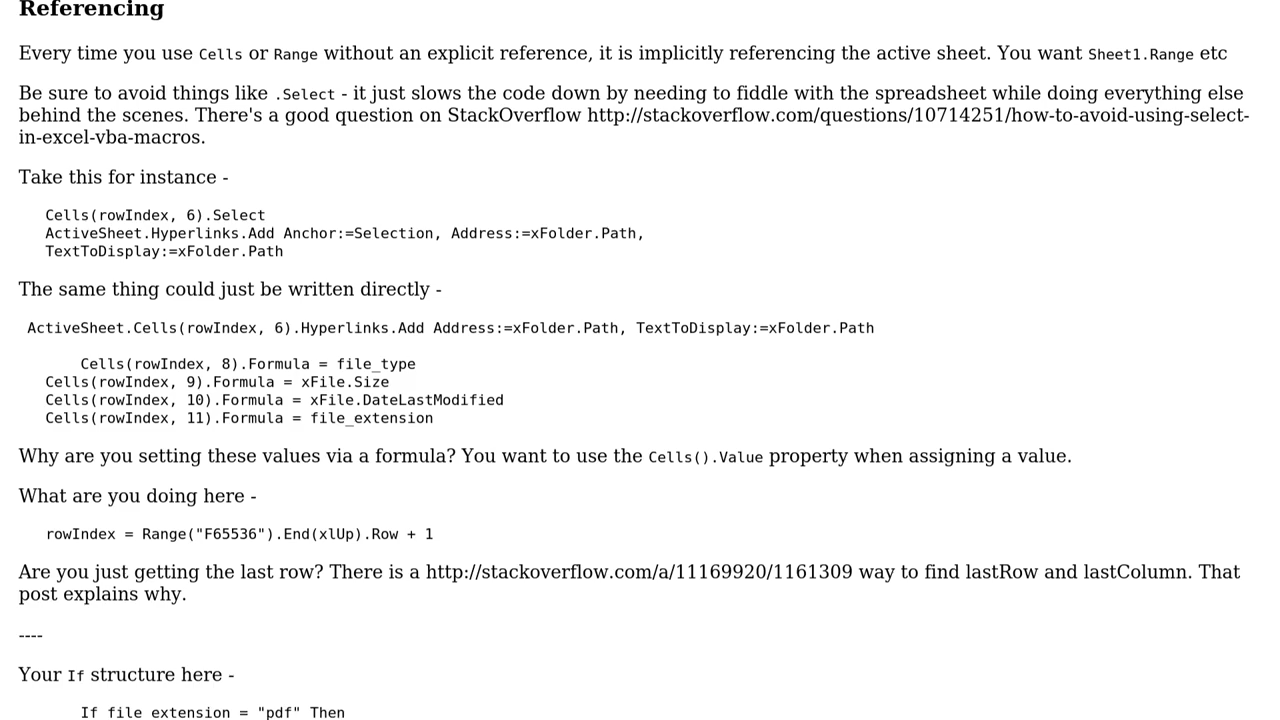 Referencing
Every time you use Cells or Range without an explicit reference, it is implicitly referencing the active sheet. You want Sheet1.Range etc
Be sure to avoid things like .Select - it just slows the code down by needing to fiddle with the spreadsheet while doing everything else
behind the scenes. There's a good question on StackOverflow http://stackoverflow.com/questions/10714251/how-to-avoid-using-select-
in-excel-vba-macros.
Take this for instance -
Cells(rowIndex, 6).Select
ActiveSheet.Hyperlinks.Add Anchor:=Selection, Address:=xFolder.Path,
TextToDisplay:=xFolder.Path
The same thing could just be written directly -
ActiveSheet.Cells(rowIndex, 6).Hyperlinks.Add Address:=xFolder.Path, TextToDisplay:=xFolder.Path
Cells(rowIndex, 8).Formula = file_type
Cells(rowIndex, 9).Formula = xFile.Size
Cells(rowIndex, 10).Formula = xFile.DateLastModified
Cells(rowIndex, 11).Formula = file_extension
Why are you setting these values via a formula? You want to use the Cells().Value property when assigning a value.
What are you doing here -
rowIndex = Range("F65536").End(xlUp).Row + 1
Are you just getting the last row? There is a http://stackoverflow.com/a/11169920/1161309 way to find lastRow and lastColumn. That
post explains why.
----
Your If structure here -
If file_extension = "pdf" Then